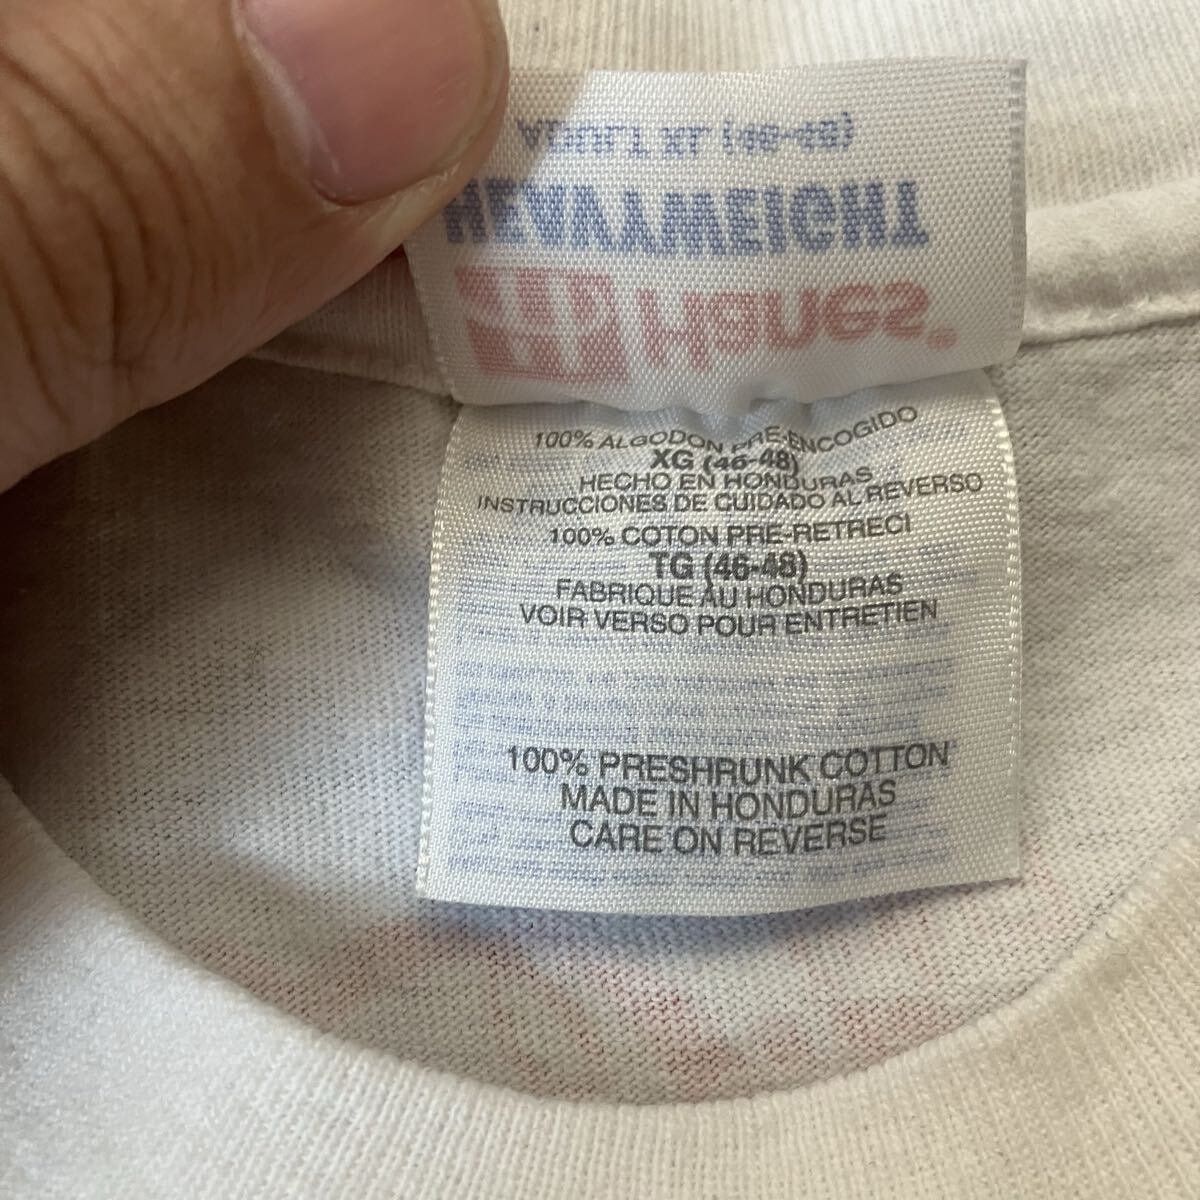 ADULT XL (46-48)
HEAVYWEIGHT
Hanes®
100% ALGODON PRE-ENCOGIDO
XG (46-48)
HECHO EN HONDURAS
INSTRUCCIONES DE CUIDADO AL REVERSO
100% COTON PRE-RETRECI
TG (46-48)
FABRIQUE AU HONDURAS
VOIR VERSO POUR ENTRETIEN
100% PRESHRUNK COTTON
MADE IN HONDURAS
CARE ON REVERSE